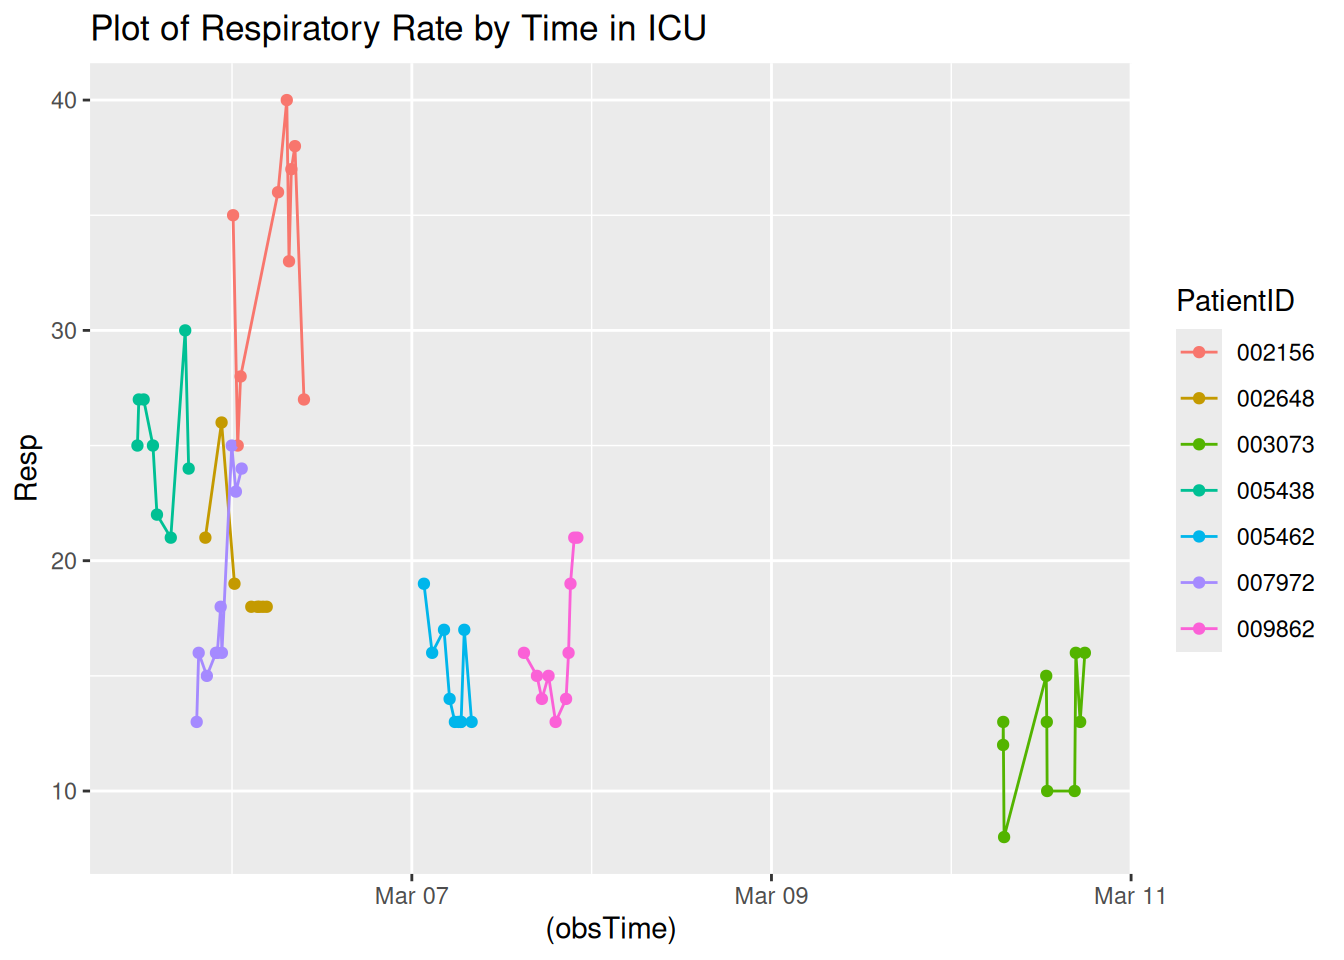 Plot of Respiratory Rate by Time in ICU
40
30
20
10
Resp
Mar 07
Mar 09
Mar 11
(obsTime)
PatientID
002156
002648
003073
005438
005462
007972
009862